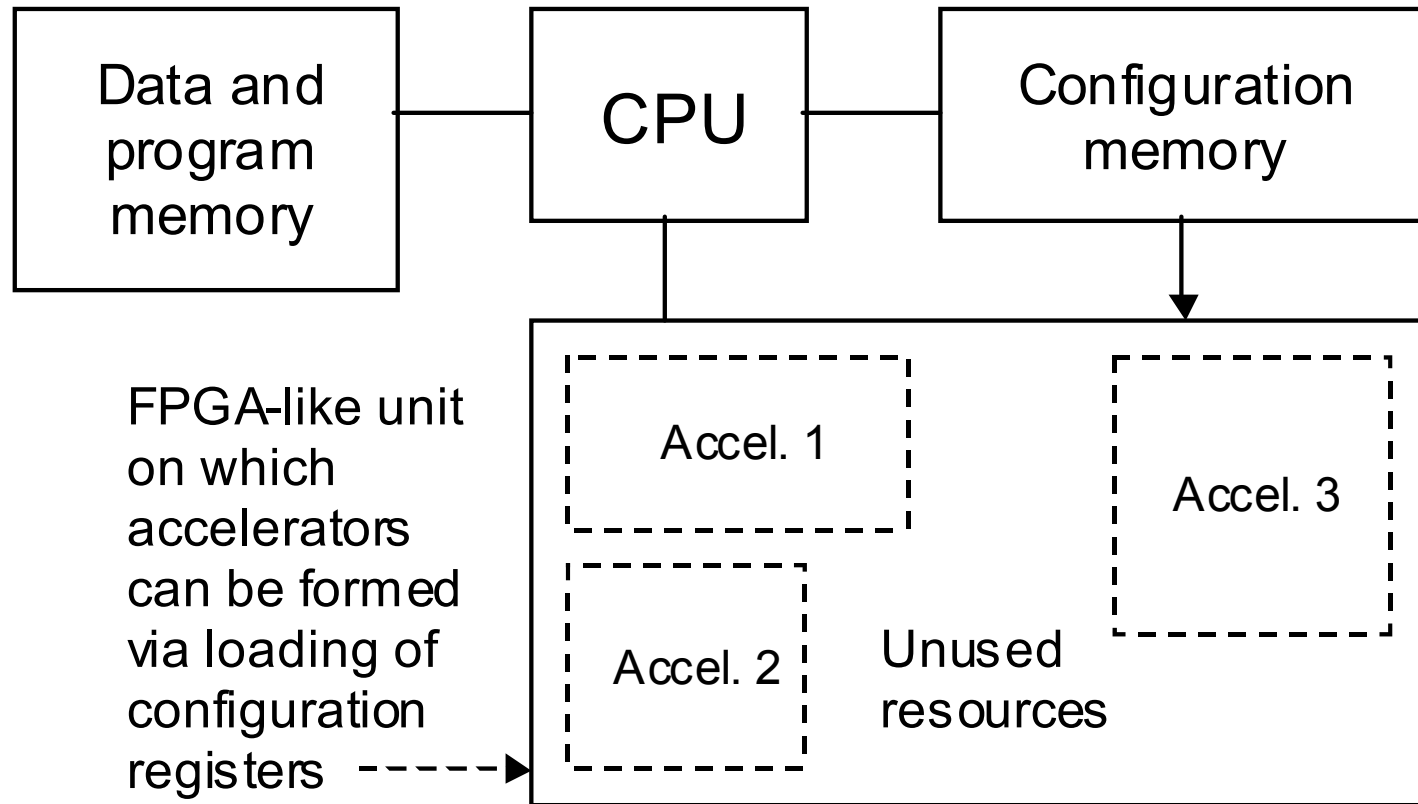 Data and
program
memory
CPU
Configuration
memory
FPGA-like unit
on which
accelerators
can be formed
via loading of
configuration
registers
Accel. 1
Accel. 3
Accel. 2
Unused
resources